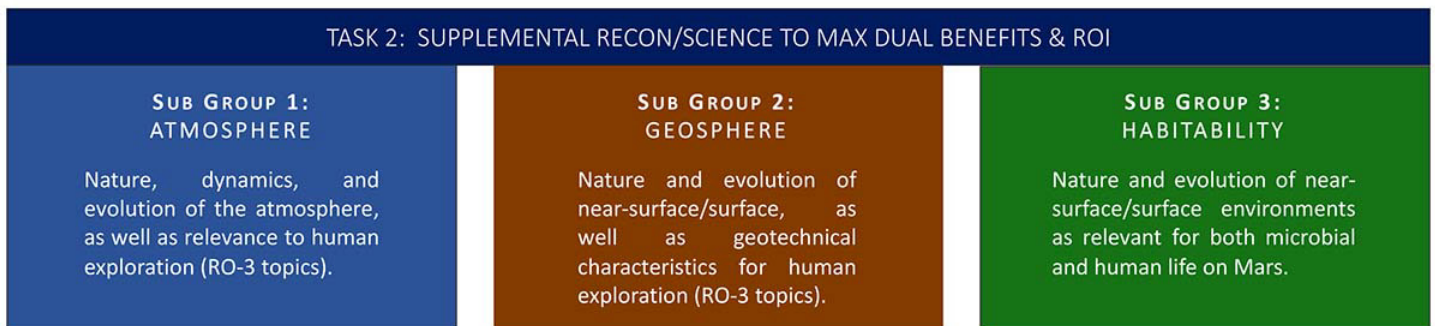 TASK 2: SUPPLEMENTAL RECON/SCIENCE TO MAX DUAL BENEFITS & ROI
SUB GROUP 1:
ATMOSPHERE
Nature, dynamics, and
evolution of the atmosphere,
as well as relevance to human
exploration (RO-3 topics).
SUB GROUP 2:
GEOSPHERE
Nature and evolution of
near-surface/surface, as
well as geotechnical
characteristics for human
exploration (RO-3 topics).
SUB GROUP 3:
HABITABILITY
Nature and evolution of near-
surface/surface environments
as relevant for both microbial
and human life on Mars.